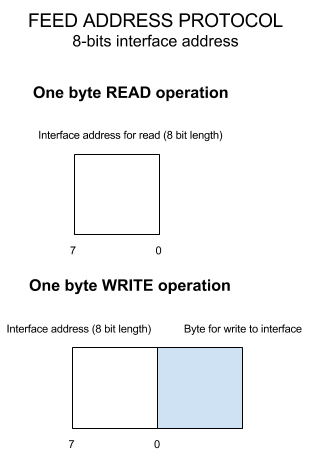 FEED ADDRESS PROTOCOL
8-bits interface address
One byte READ operation
Interface address for read (8 bit length)
7 0
One byte WRITE operation
Interface address (8 bit length) Byte for write to interface
7 0